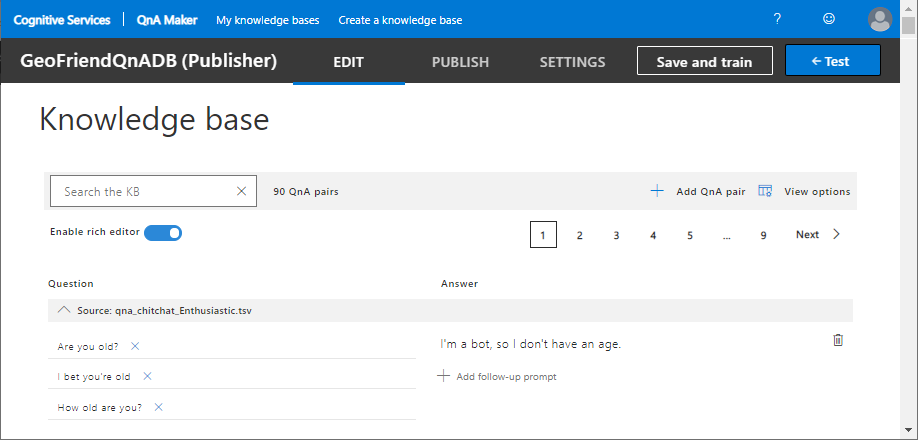 Cognitive Services | QnA Maker My knowledge bases Create a knowledge base ?
GeoFriendQnADB (Publisher) EDIT PUBLISH SETTINGS Save and train ← Test
Knowledge base
Search the KB 90 QnA pairs Add QnA pair View options
Enable rich editor 1 2 3 4 5 ... 9 Next
Question Answer
Source: qna_chitchat_Enthusiastic.tsv
Are you old? I'm a bot, so I don't have an age.
I bet you're old Add follow-up prompt
How old are you?